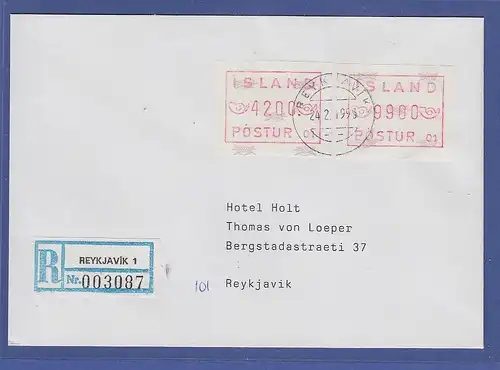 ISLAND
4200
PÓSTUR 01
ISLAND
9900
PÓSTUR 01
REYKJAVÍK
24.2.
Hotel Holt
Thomas von Loeper
Bergstadastraeti 37
101 Reykjavik
R
REYKJAVÍK 1
Nr. 003087